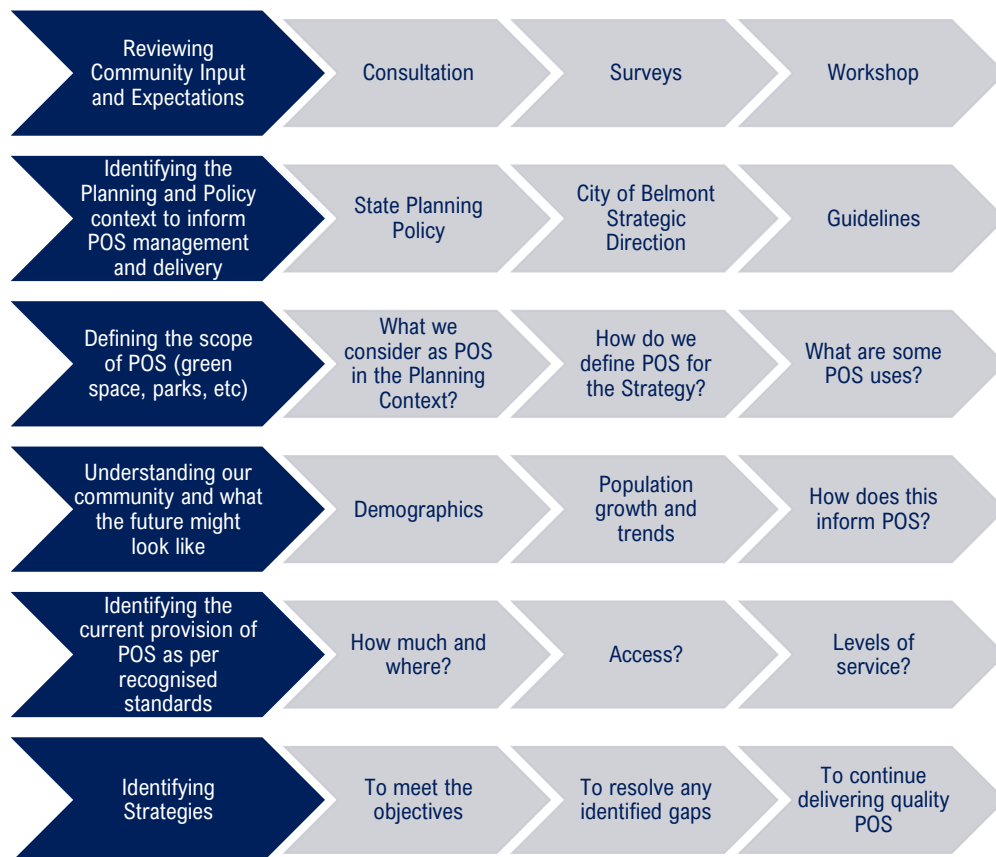 Reviewing
Community Input
and Expectations
Consultation
Surveys
Workshop
Identifying the
Planning and Policy
context to inform
POS management
and delivery
State Planning
Policy
City of Belmont
Strategic
Direction
Guidelines
Defining the scope
of POS (green
space, parks, etc)
What we
consider as POS
in the Planning
Context?
How do we
define POS for
the Strategy?
What are some
POS uses?
Understanding our
community and what
the future might
look like
Demographics
Population
growth and
trends
How does this
inform POS?
Identifying the
current provision of
POS as per
recognised
standards
How much and
where?
Access?
Levels of
service?
Identifying
Strategies
To meet the
objectives
To resolve any
identified gaps
To continue
delivering quality
POS